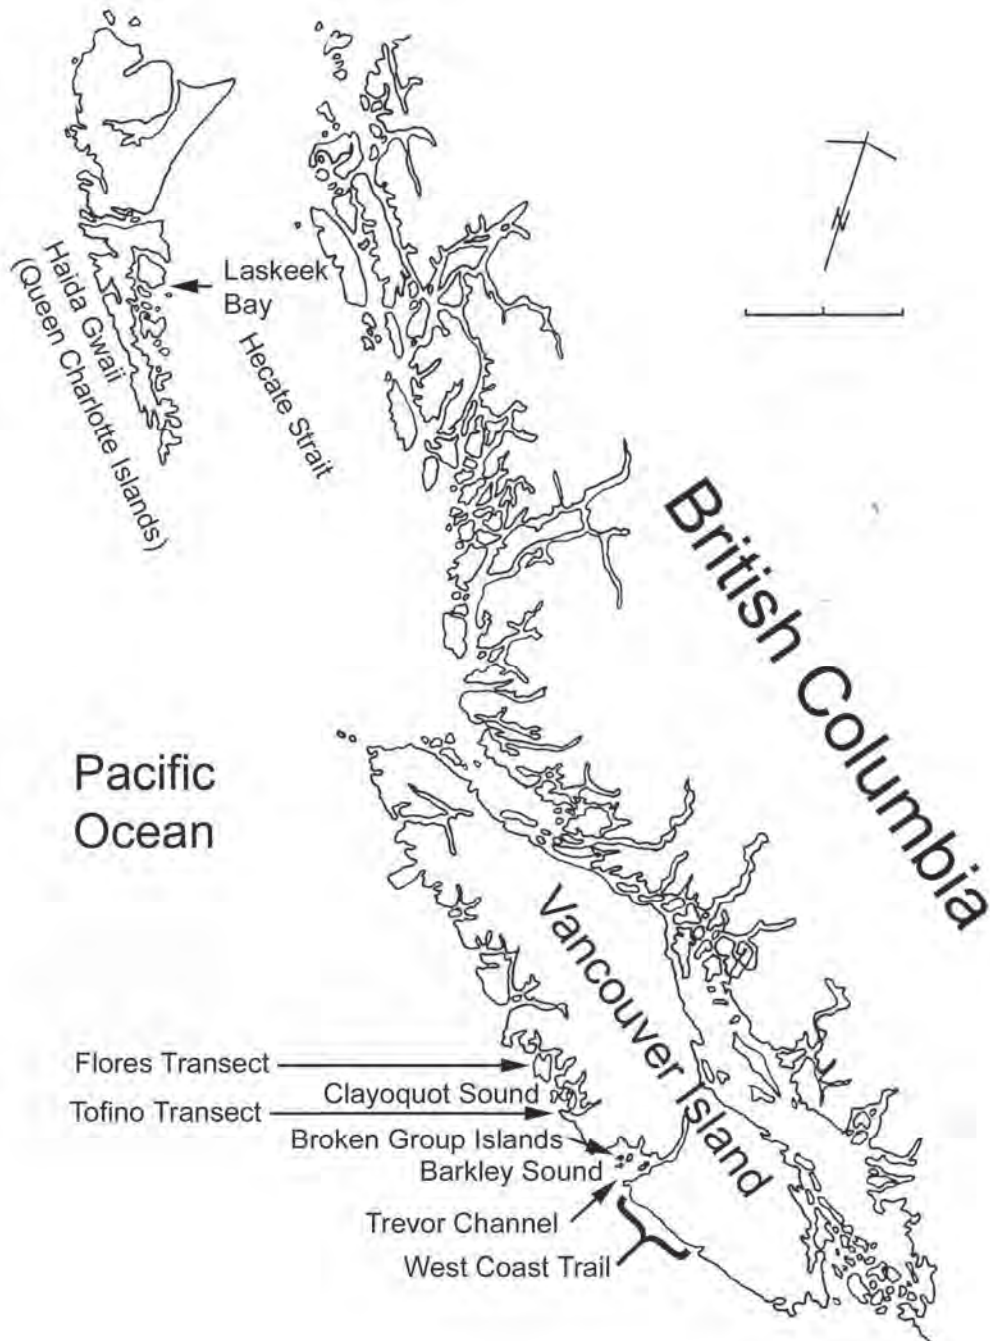 Laskeek
Bay
Haida Gwaii
(Queen Charlotte Islands)
Hecate Strait
N
British Columbia
Pacific
Ocean
Vancouver Island
Flores Transect
Clayoquot Sound
Tofino Transect
Broken Group Islands
Barkley Sound
Trevor Channel
West Coast Trail